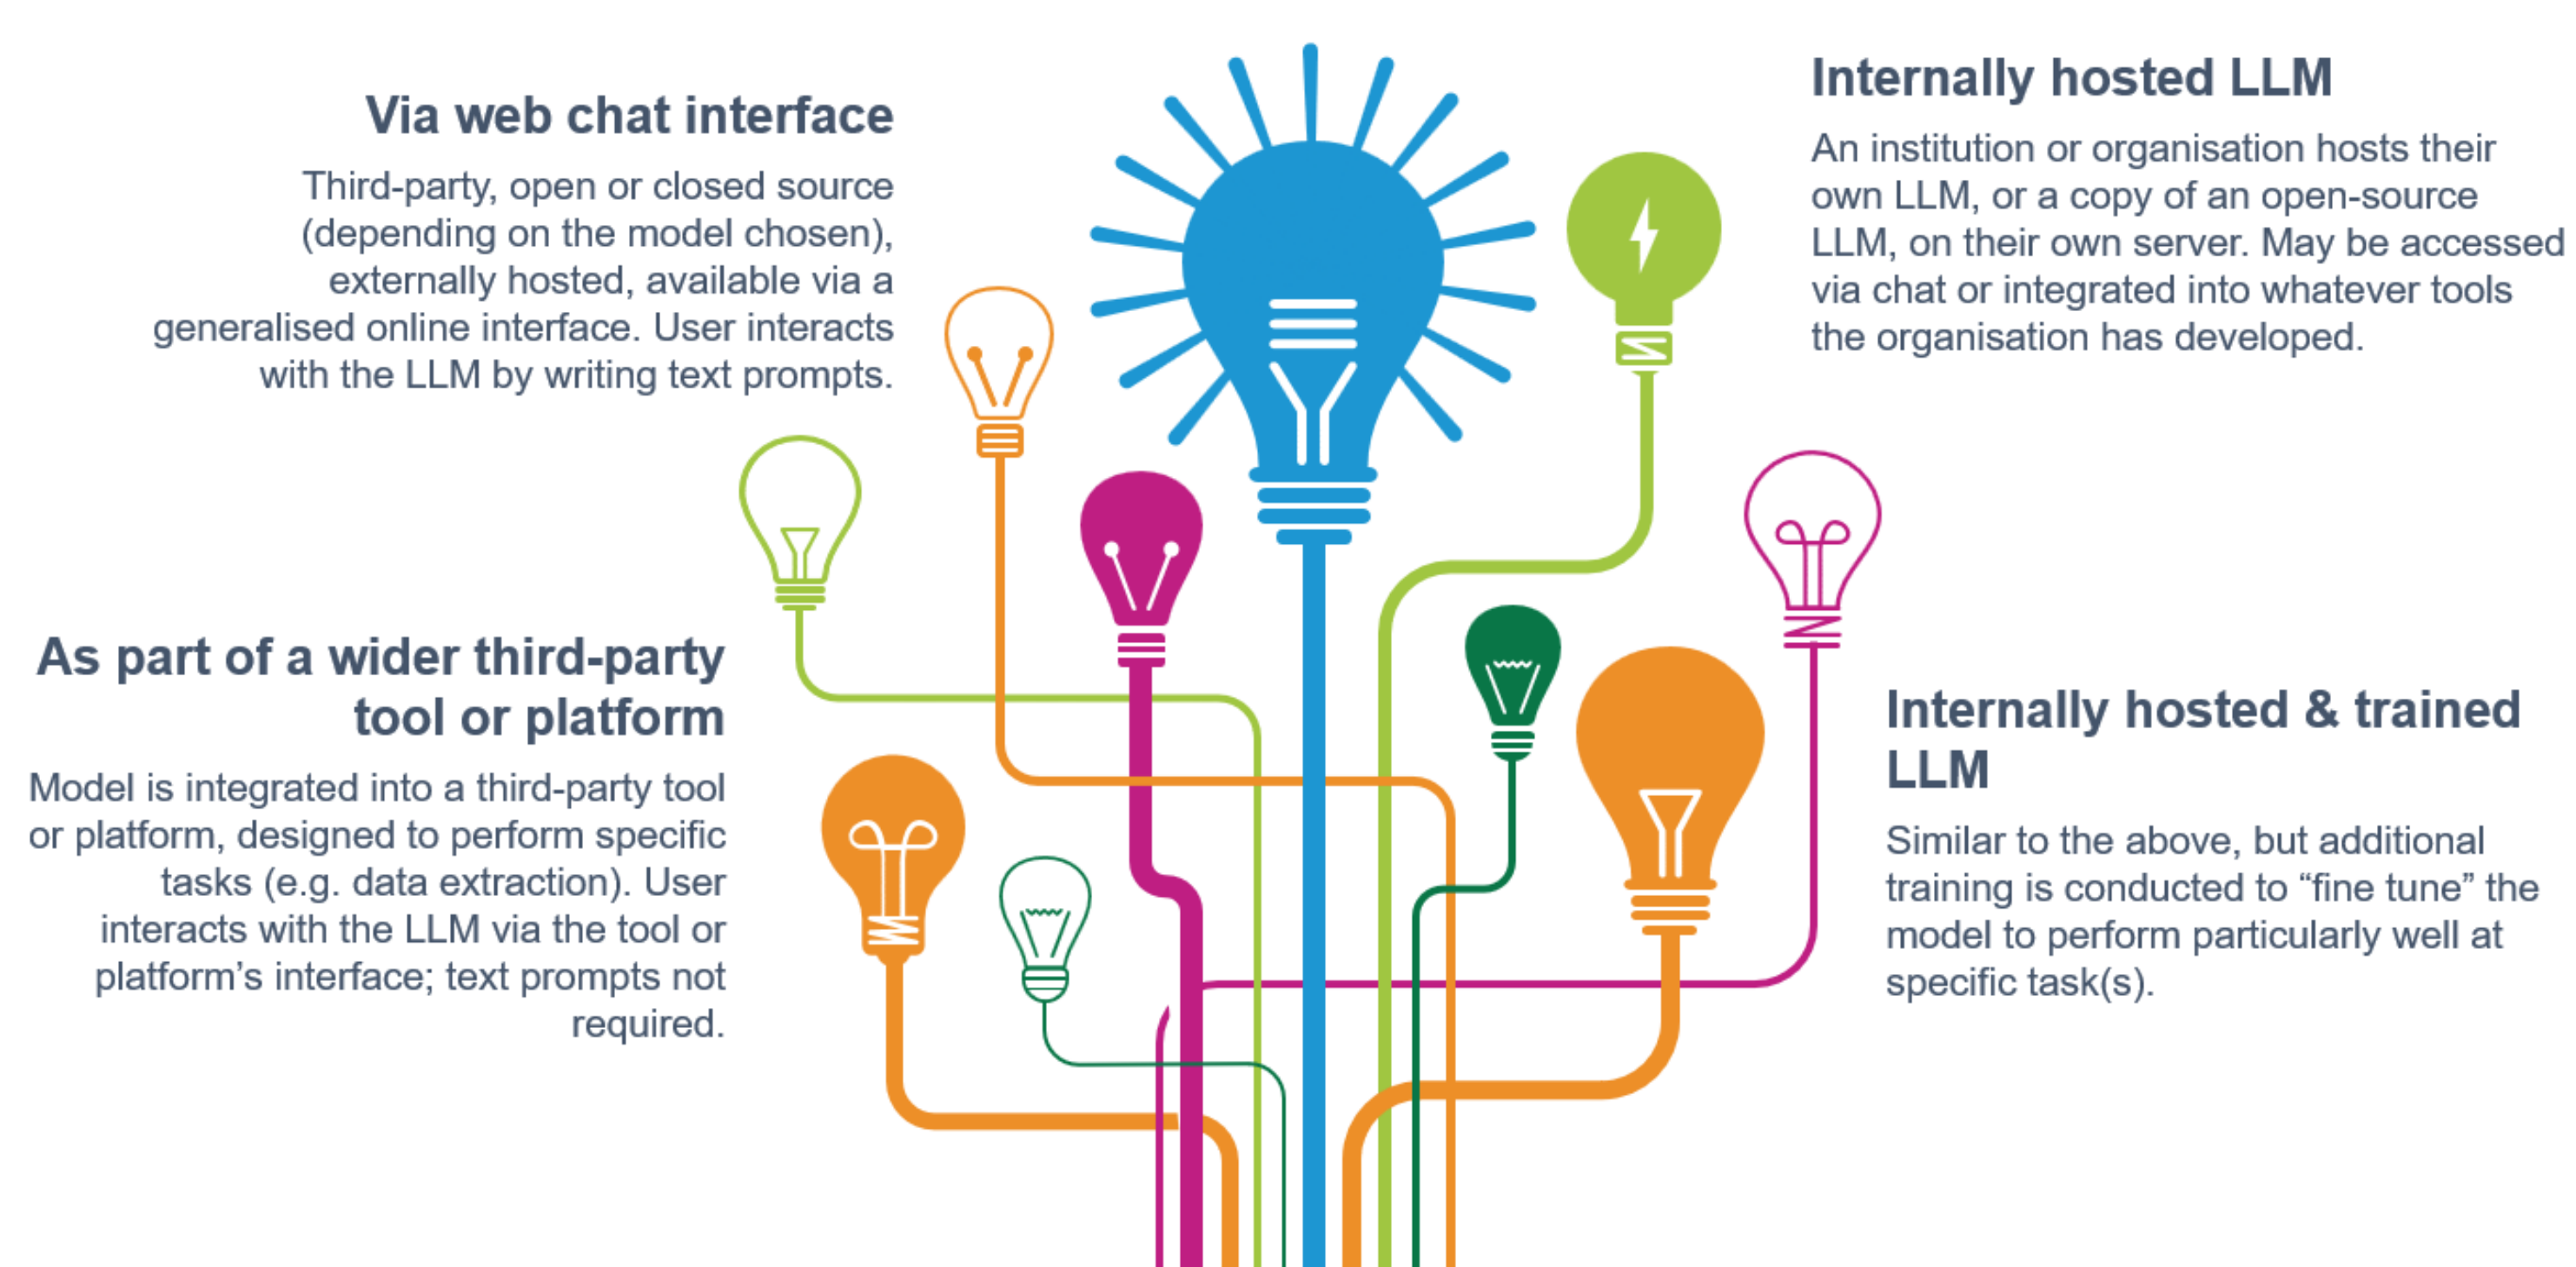 Via web chat interface
Third-party, open or closed source
(depending on the model chosen),
externally hosted, available via a
generalised online interface. User interacts
with the LLM by writing text prompts.
As part of a wider third-party
tool or platform
Model is integrated into a third-party tool
or platform, designed to perform specific
tasks (e.g. data extraction). User
interacts with the LLM via the tool or
platform’s interface; text prompts not
required.
Internally hosted LLM
An institution or organisation hosts their
own LLM, or a copy of an open-source
LLM, on their own server. May be accessed
via chat or integrated into whatever tools
the organisation has developed.
Internally hosted & trained
LLM
Similar to the above, but additional
training is conducted to “fine tune” the
model to perform particularly well at
specific task(s).